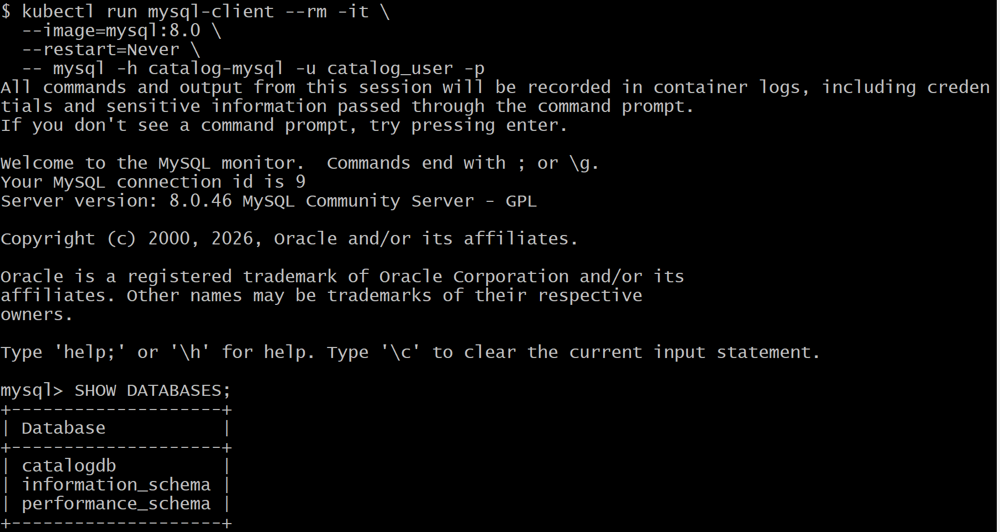 $ kubectl run mysql-client --rm -it \
  --image=mysql:8.0 \
  --restart=Never \
  -- mysql -h catalog-mysql -u catalog_user -p
All commands and output from this session will be recorded in container logs, including creden
tials and sensitive information passed through the command prompt.
If you don't see a command prompt, try pressing enter.

Welcome to the MySQL monitor.  Commands end with ; or \g.
Your MySQL connection id is 9
Server version: 8.0.46 MySQL Community Server - GPL

Copyright (c) 2000, 2026, Oracle and/or its affiliates.

Oracle is a registered trademark of Oracle Corporation and/or its
affiliates. Other names may be trademarks of their respective
owners.

Type 'help;' or '\h' for help. Type '\c' to clear the current input statement.

mysql> SHOW DATABASES;
+--------------------+
| Database           |
+--------------------+
| catalogdb          |
| information_schema |
| performance_schema |
+--------------------+